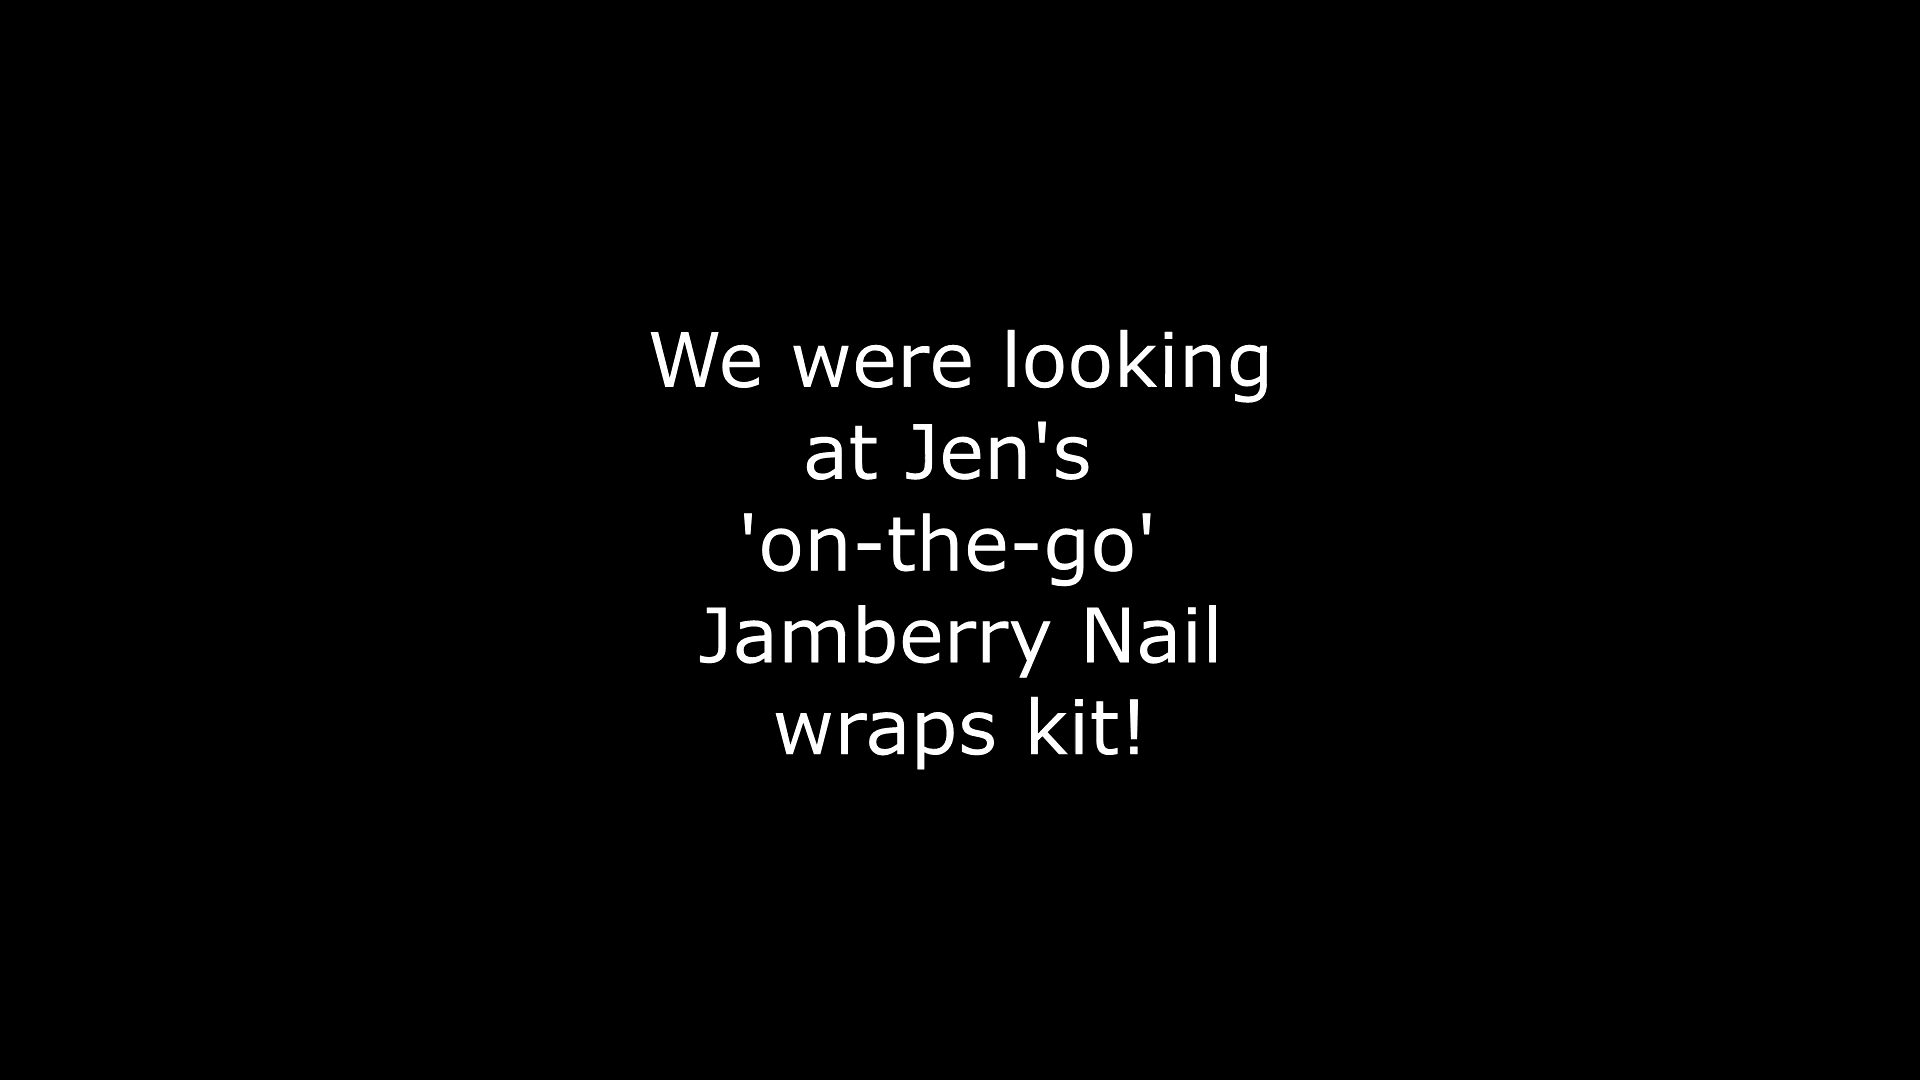 We were looking
at Jen's
'on-the-go'
Jamberry Nail
wraps kit!